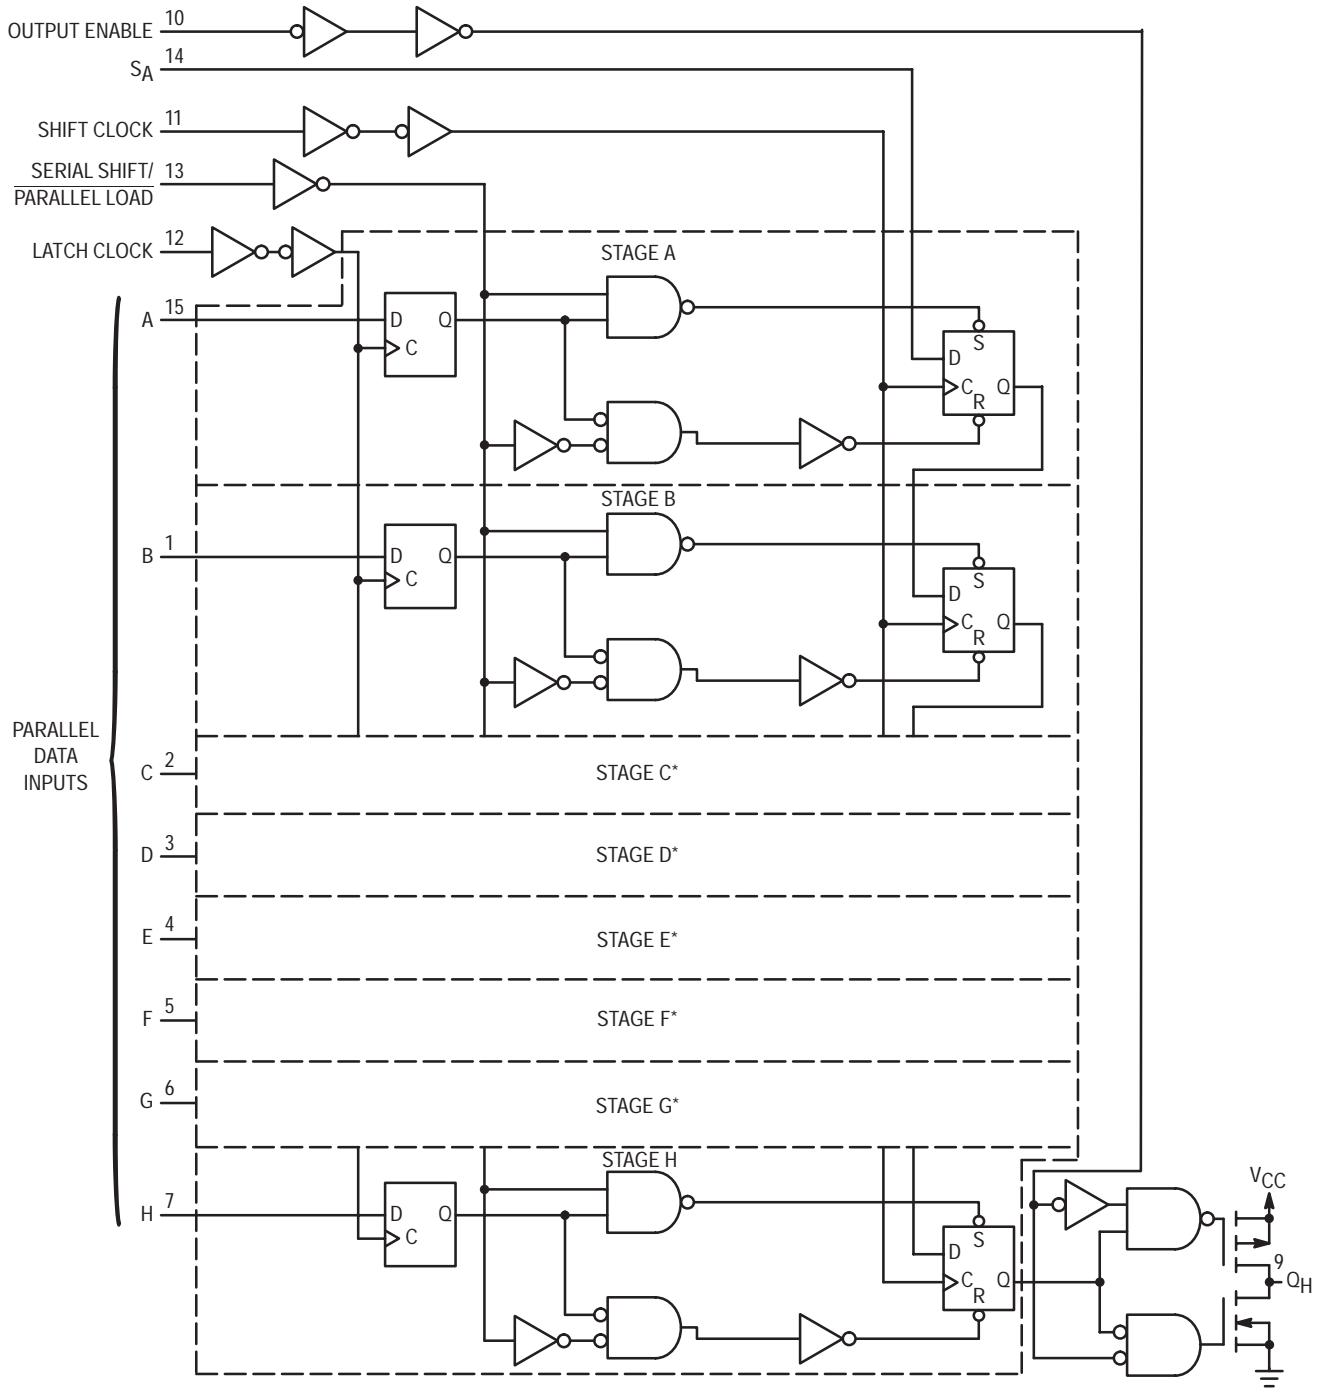 OUTPUT ENABLE 10
SA 14
SHIFT CLOCK 11
SERIAL SHIFT/ 13
PARALLEL LOAD
LATCH CLOCK 12
STAGE A
A 15
D Q
C
S
D
C Q
R
STAGE B
B 1
D Q
C
S
D
C Q
R
PARALLEL
DATA
INPUTS
C 2
STAGE C*
D 3
STAGE D*
E 4
STAGE E*
F 5
STAGE F*
G 6
STAGE G*
STAGE H
H 7
D Q
C
S
D
C Q
R
VCC
9
QH